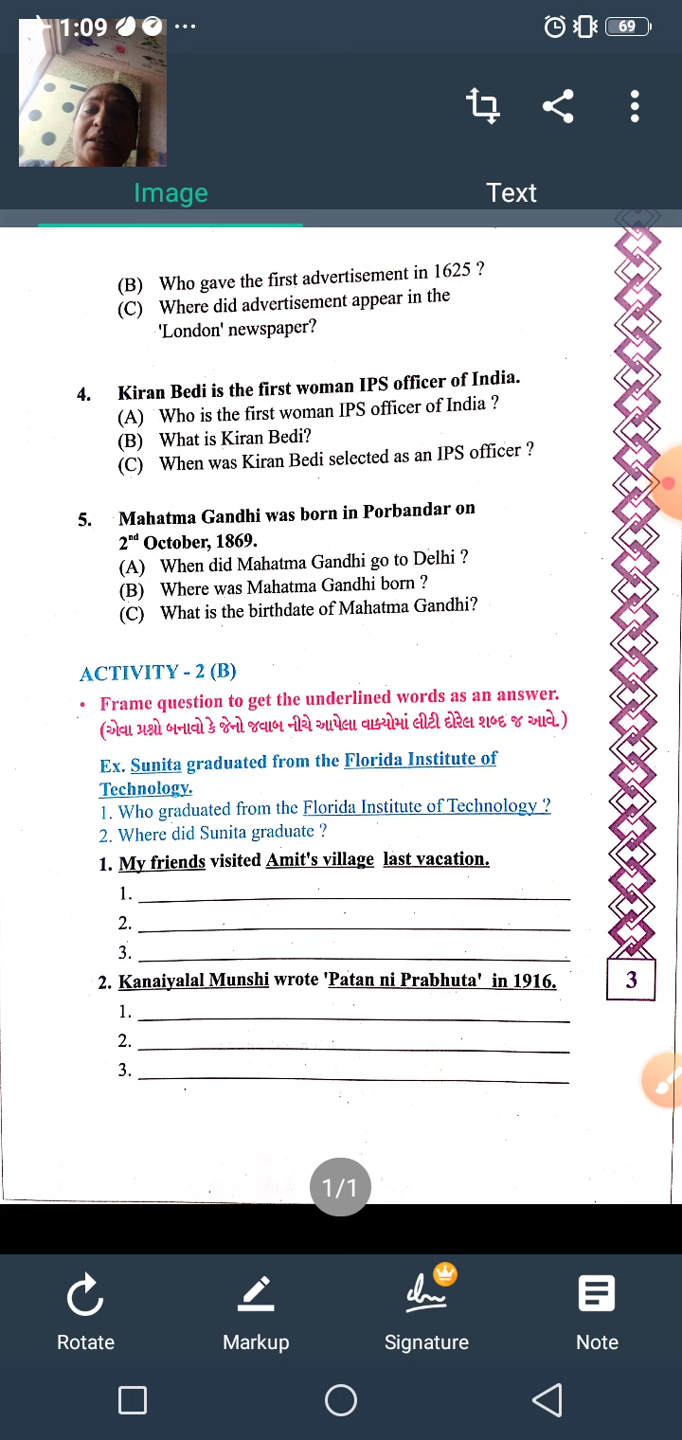 1:09
69
Image
Text
(B) Who gave the first advertisement in 1625 ?
(C) Where did advertisement appear in the
'London' newspaper?
4. Kiran Bedi is the first woman IPS officer of India.
(A) Who is the first woman IPS officer of India ?
(B) What is Kiran Bedi?
(C) When was Kiran Bedi selected as an IPS officer ?
5. Mahatma Gandhi was born in Porbandar on
2nd October, 1869.
(A) When did Mahatma Gandhi go to Delhi ?
(B) Where was Mahatma Gandhi born ?
(C) What is the birthdate of Mahatma Gandhi?
ACTIVITY - 2 (B)
• Frame question to get the underlined words as an answer.
(એવા પ્રશ્નો બનાવો કે જેનો જવાબ નીચે આપેલા વાક્યોમાં લીટી દોરેલ શબ્દ જ આવે.)
Ex. Sunita graduated from the Florida Institute of
Technology.
1. Who graduated from the Florida Institute of Technology ?
2. Where did Sunita graduate ?
1. My friends visited Amit's village last vacation.
1.
2.
3.
2. Kanaiyalal Munshi wrote 'Patan ni Prabhuta' in 1916.
1.
2.
3.
3
1/1
Rotate
Markup
Signature
Note